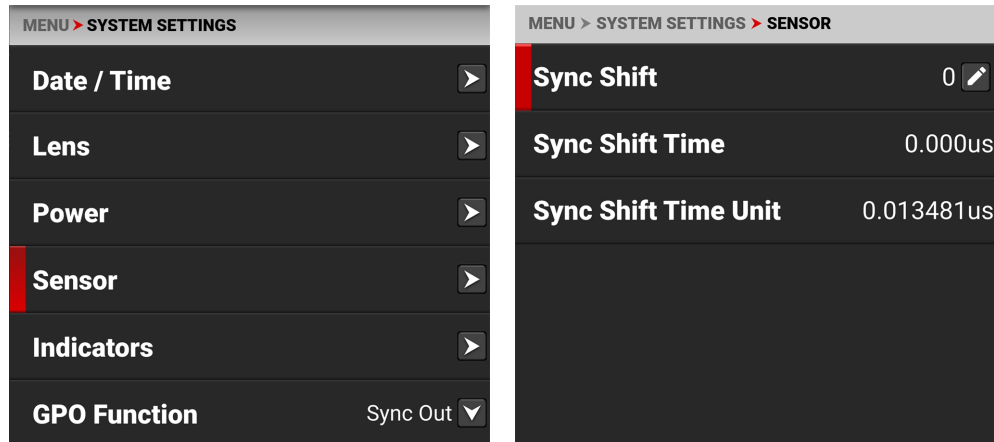 MENU > SYSTEM SETTINGS
Date / Time
Lens
Power
Sensor
Indicators
GPO Function Sync Out
MENU > SYSTEM SETTINGS > SENSOR
Sync Shift 0
Sync Shift Time 0.000us
Sync Shift Time Unit 0.013481us